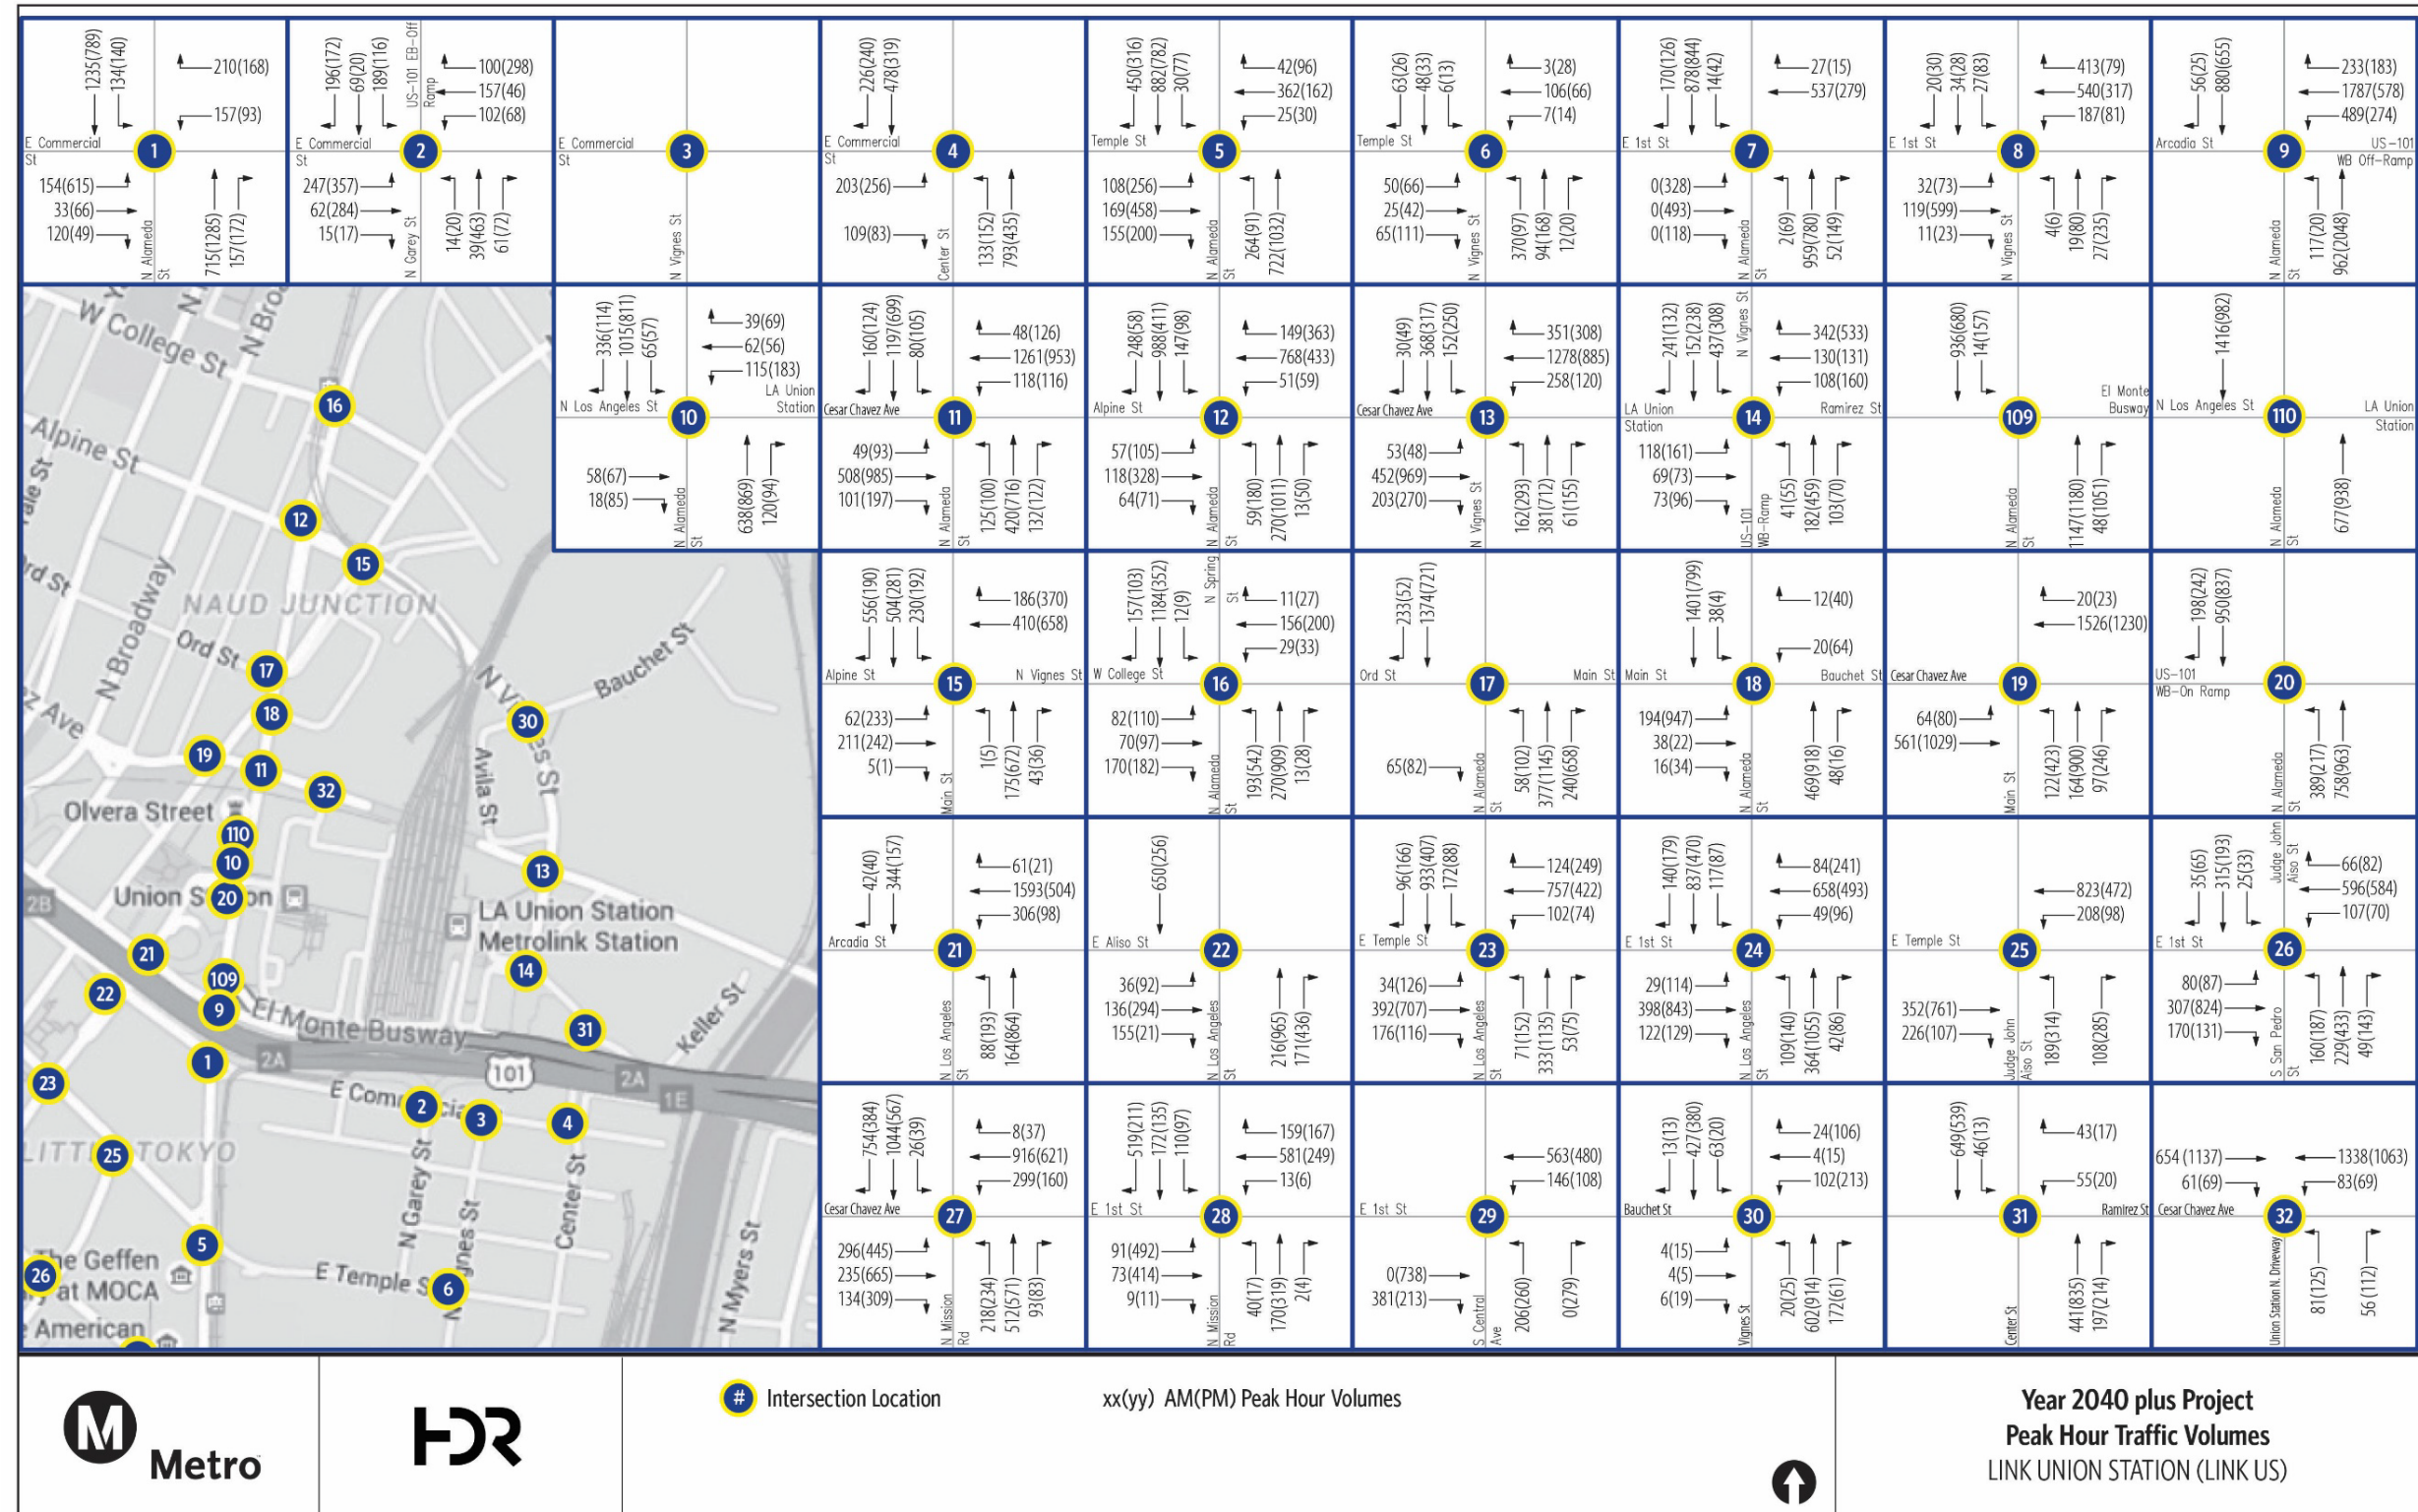 1235(789)
134(140)
210(168)
157(93)
E Commercial
St
1
154(615)
33(66)
120(49)
N Alameda
St
715(1285)
157(172)
196(172)
69(20)
189(116)
US-101 EB-Off
Ramp
100(298)
157(46)
102(68)
E Commercial
St
2
247(357)
62(284)
15(17)
N Garey St
14(20)
39(463)
61(72)
E Commercial
St
3
N Vignes St
226(240)
478(319)
E Commercial
St
4
203(256)
109(83)
Center St
133(152)
793(435)
450(316)
882(782)
30(77)
42(96)
362(162)
25(30)
Temple St
5
108(256)
169(458)
155(200)
N Alameda
St
264(91)
722(1032)
63(26)
48(33)
6(13)
3(28)
106(66)
7(14)
Temple St
6
50(66)
25(42)
65(111)
N Vignes St
370(97)
94(168)
12(20)
170(126)
878(844)
14(42)
27(15)
537(279)
E 1st St
7
0(328)
0(493)
0(118)
N Alameda
St
2(69)
959(780)
52(149)
20(30)
34(28)
27(83)
413(79)
540(317)
187(81)
E 1st St
8
32(73)
119(599)
11(23)
N Vignes St
4(6)
19(80)
27(235)
56(25)
880(655)
233(183)
1787(578)
489(274)
Arcadia St
US-101
WB Off-Ramp
9
N Alameda
St
117(20)
962(2048)
336(114)
1015(811)
65(57)
39(69)
62(56)
115(183)
LA Union
Station
N Los Angeles St
10
58(67)
18(85)
N Alameda
St
638(869)
120(94)
160(124)
1197(699)
80(105)
48(126)
1261(953)
118(116)
Cesar Chavez Ave
11
49(93)
508(985)
101(197)
N Alameda
St
125(100)
420(716)
132(122)
248(58)
988(411)
147(98)
149(363)
768(433)
51(59)
Alpine St
12
57(105)
118(328)
64(71)
N Alameda
St
59(180)
270(1011)
13(50)
30(49)
368(317)
152(250)
351(308)
1278(885)
258(120)
Cesar Chavez Ave
13
53(48)
452(969)
203(270)
N Vignes St
162(293)
381(712)
61(155)
241(132)
152(238)
437(308)
N Vignes St
342(533)
130(131)
108(160)
LA Union
Station
Ramirez St
14
118(161)
69(73)
73(96)
US-101
WB-Ramp
41(55)
182(459)
103(70)
936(680)
14(157)
El Monte
Busway
109
N Alameda
St
1147(1180)
48(1051)
1416(982)
N Los Angeles St
LA Union
Station
110
N Alameda
St
677(938)
556(190)
504(281)
230(192)
186(370)
410(658)
Alpine St
N Vignes St
15
62(233)
211(242)
5(1)
Main St
1(5)
175(672)
43(36)
157(103)
1184(352)
12(9)
N Spring
St
11(27)
156(200)
29(33)
W College St
16
82(110)
70(97)
170(182)
N Alameda
St
193(542)
270(909)
13(28)
233(52)
1374(721)
Ord St
Main St
17
65(82)
N Alameda
St
58(102)
377(1145)
240(658)
1401(799)
38(4)
12(40)
20(64)
Main St
Bauchet St
18
194(947)
38(22)
16(34)
N Alameda
St
469(918)
48(16)
20(23)
1526(1230)
Cesar Chavez Ave
19
64(80)
561(1029)
Main St
122(423)
164(900)
97(246)
198(242)
950(837)
US-101
WB-On Ramp
20
N Alameda
St
389(217)
758(963)
42(40)
344(157)
61(21)
1593(504)
306(98)
Arcadia St
21
N Los Angeles
St
88(193)
164(864)
650(256)
E Aliso St
22
36(92)
136(294)
155(21)
N Los Angeles
St
216(965)
171(436)
96(166)
933(407)
172(88)
124(249)
757(422)
102(74)
E Temple St
23
34(126)
392(707)
176(116)
N Los Angeles
St
71(152)
333(1135)
53(75)
140(179)
837(470)
117(87)
84(241)
658(493)
49(96)
E 1st St
24
29(114)
398(843)
122(129)
N Los Angeles
St
109(140)
364(1055)
42(86)
823(472)
208(98)
E Temple St
25
352(761)
226(107)
Judge John
Aiso St
189(314)
108(285)
35(65)
315(193)
25(33)
Judge John
Aiso St
66(82)
596(584)
107(70)
E 1st St
26
80(87)
307(824)
170(131)
S San Pedro
St
160(187)
229(433)
49(143)
754(384)
1044(567)
26(39)
8(37)
916(621)
299(160)
Cesar Chavez Ave
27
296(445)
235(665)
134(309)
N Mission
Rd
218(234)
512(571)
93(83)
519(211)
172(135)
110(97)
159(167)
581(249)
13(6)
E 1st St
28
91(492)
73(414)
9(11)
N Mission
Rd
40(17)
170(319)
2(4)
563(480)
146(108)
E 1st St
29
0(738)
381(213)
S Central
Ave
206(260)
0(279)
13(13)
427(380)
63(20)
24(106)
4(15)
102(213)
Bauchet St
30
4(15)
4(5)
6(19)
Vignes St
20(25)
602(914)
172(61)
649(539)
46(13)
43(17)
55(20)
Ramirez St
31
Center St
441(835)
197(214)
654 (1137)
61(69)
1338(1063)
83(69)
Cesar Chavez Ave
32
Union Station N. Driveway
81(125)
56 (112)
W College St
N Broadway
16
Alpine St
12
15
NAUD JUNCTION
Ord St
17
18
N Vignes St
Bauchet St
30
19
11
32
Avila St
Olvera Street
110
10
13
Union Station
20
2B
LA Union Station
Metrolink Station
21
14
22
109
9
El Monte Busway
31
Keller St
1
2A
101
2A
1E
23
E Commercial
2
3
4
LITTLE TOKYO
25
N Garey St
Center St
N Myers St
5
The Geffen
at MOCA
26
E Temple St
6
American
M
Metro
HDR
# Intersection Location
xx(yy) AM(PM) Peak Hour Volumes
Year 2040 plus Project
Peak Hour Traffic Volumes
LINK UNION STATION (LINK US)